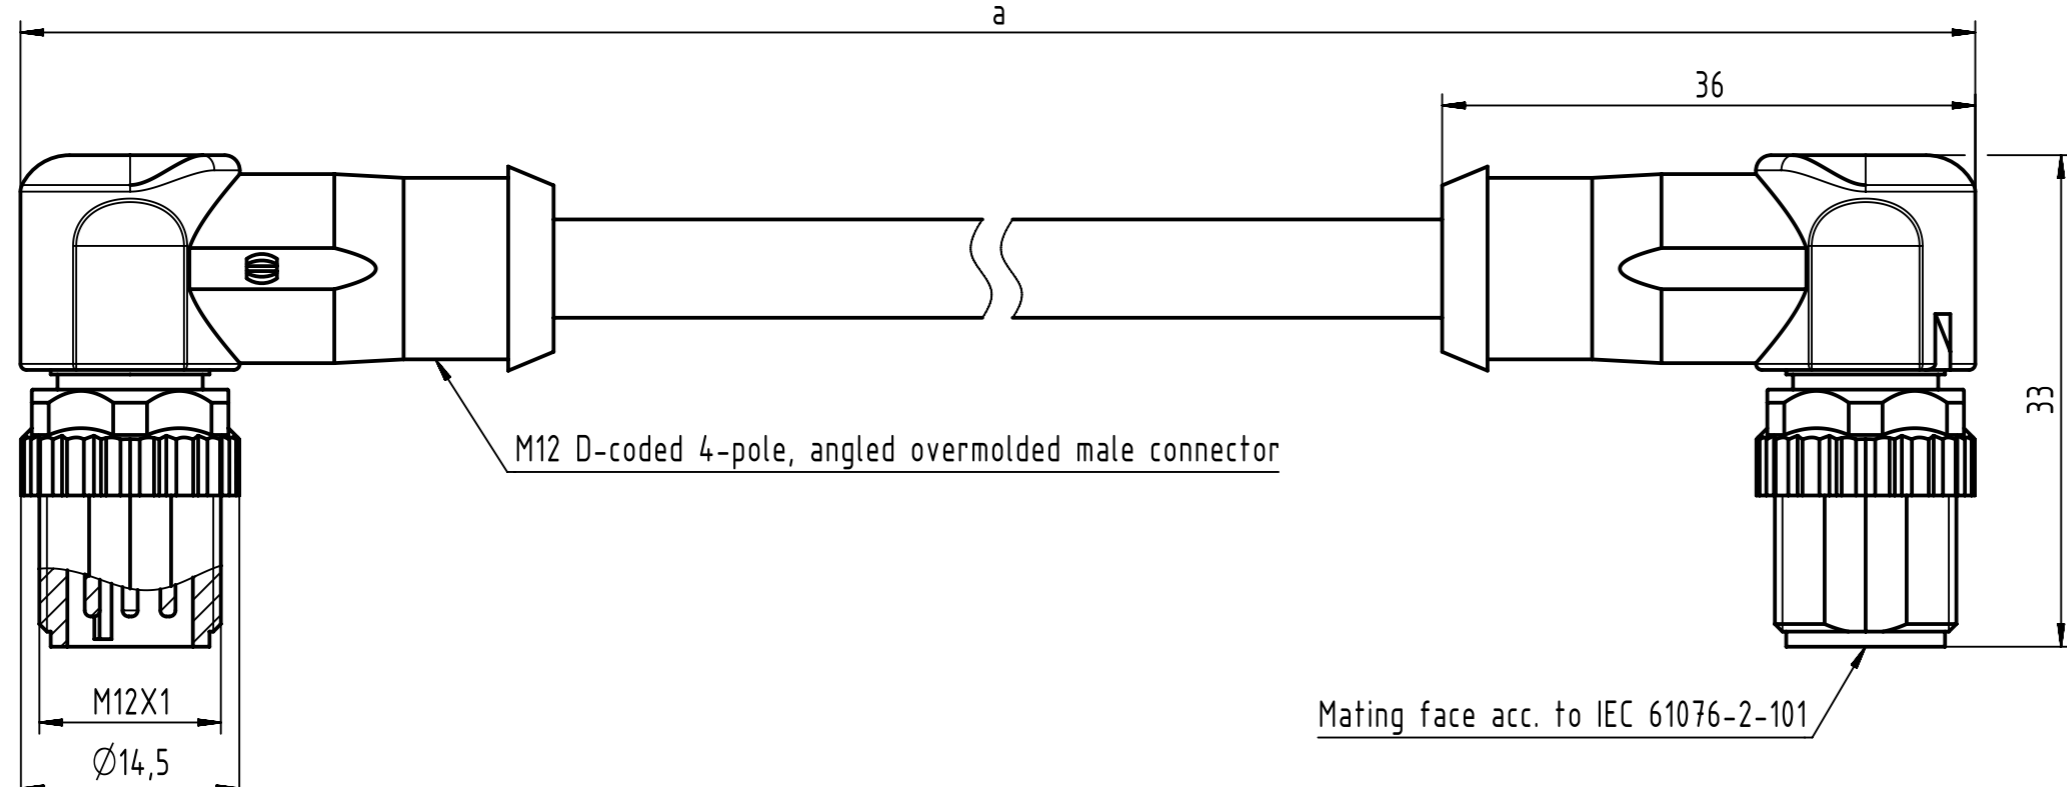 a
36
33
M12 D-coded 4-pole, angled overmolded male connector
M12X1
Mating face acc. to IEC 61076-2-101
Ø14,5